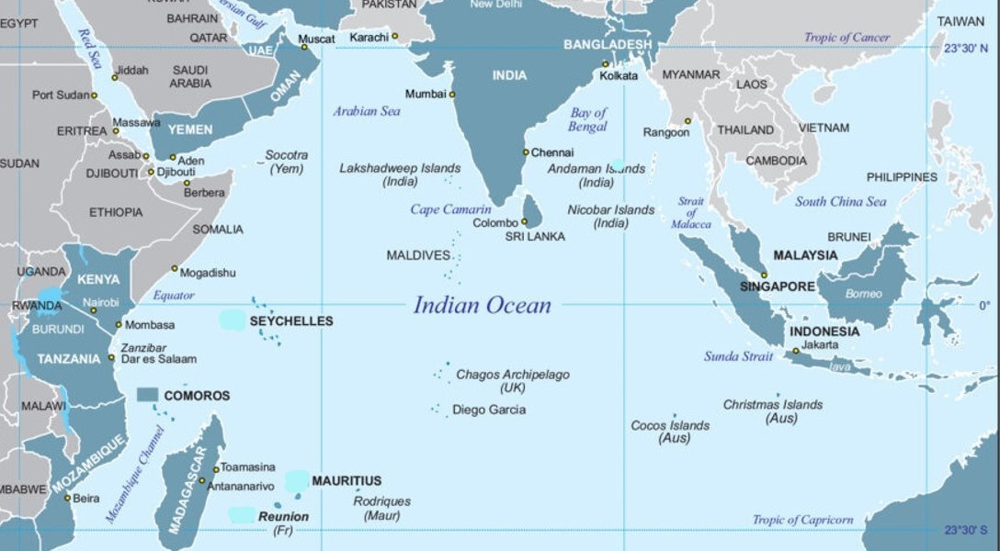 KUWAIT
PAKISTAN
New Delhi
EGYPT
BAHRAIN
Persian Gulf
TAIWAN
QATAR
Red Sea
UAE
Muscat
Karachi
BANGLADESH
Tropic of Cancer
23°30' N
Jiddah
SAUDI
ARABIA
OMAN
INDIA
Kolkata
MYANMAR
LAOS
Port Sudan
Mumbai
Arabian Sea
Bay of
Bengal
ERITREA
Massawa
YEMEN
Rangoon
THAILAND
VIETNAM
SUDAN
Assab
Aden
DJIBOUTI
Djibouti
Socotra
(Yem)
Lakshadweep Islands
(India)
Chennai
Andaman Islands
(India)
CAMBODIA
PHILIPPINES
Berbera
ETHIOPIA
Cape Camarin
Nicobar Islands
(India)
Strait
of
Malacca
South China Sea
SOMALIA
Colombo
SRI LANKA
BRUNEI
MALDIVES
MALAYSIA
UGANDA
KENYA
Mogadishu
SINGAPORE
Borneo
RWANDA
Nairobi
Equator
Indian Ocean
0°
BURUNDI
Mombasa
SEYCHELLES
INDONESIA
Jakarta
TANZANIA
Zanzibar
Dar es Salaam
Sunda Strait
Java
Chagos Archipelago
(UK)
MALAWI
COMOROS
Diego Garcia
Christmas Islands
(Aus)
Cocos Islands
(Aus)
MOZAMBIQUE
Mozambique Channel
MADAGASCAR
Toamasina
Antananarivo
MAURITIUS
MBABWE
Beira
Rodriques
(Maur)
Reunion
(Fr)
Tropic of Capricorn
23°30' S